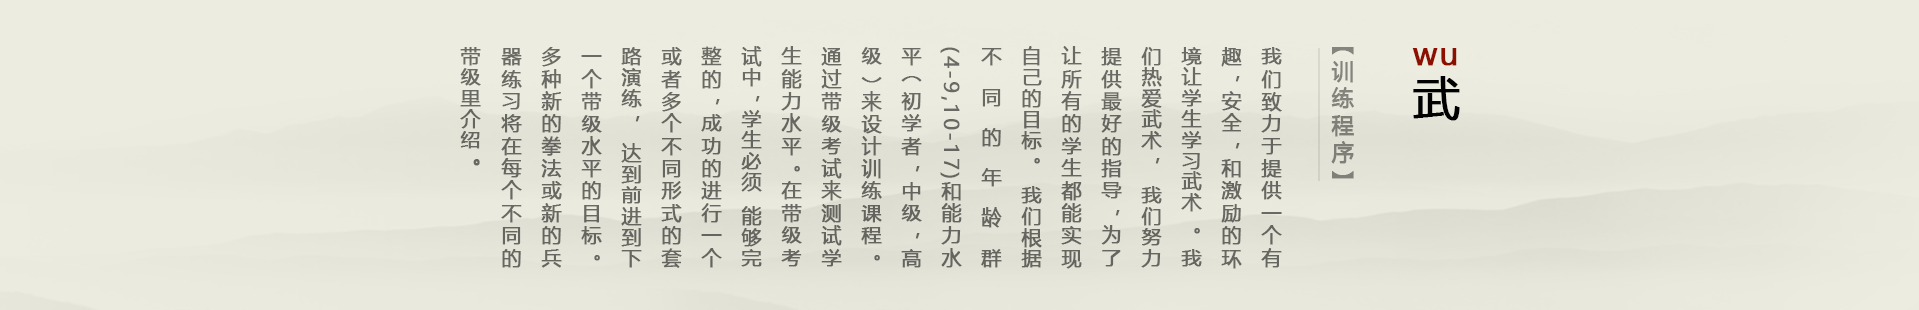 wu
武
【训练程序】
我们致力于提供一个有
趣，安全，和激励的环
境让学生学习武术。我
们热爱武术，我们努力
提供最好的指导，为了
让所有的学生都能实现
自己的目标。我们根据
不同的年龄群
(4-9,10-17)和能力水
平（初学者，中级，高
级）来设计训练课程。
通过带级考试来测试学
生能力水平。在带级考
试中，学生必须 能够完
整的，成功的进行一个
或者多个不同形式的套
路演练，达到前进到下
一个带级水平的目标。
多种新的拳法或新的兵
器练习将在每个不同的
带级里介绍。